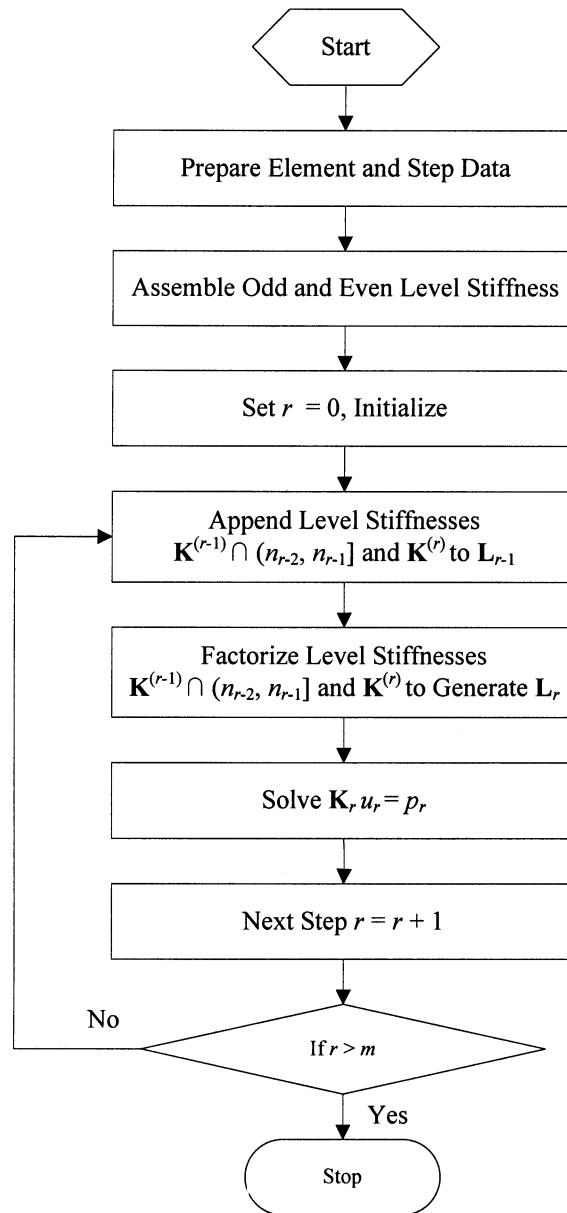 Start
Prepare Element and Step Data
Assemble Odd and Even Level Stiffness
Set r = 0, Initialize
Append Level Stiffnesses
K^(r-1) ∩ (n_r-2, n_r-1] and K^(r) to L_r-1
Factorize Level Stiffnesses
K^(r-1) ∩ (n_r-2, n_r-1] and K^(r) to Generate L_r
Solve K_r u_r = p_r
Next Step r = r + 1
No
If r > m
Yes
Stop